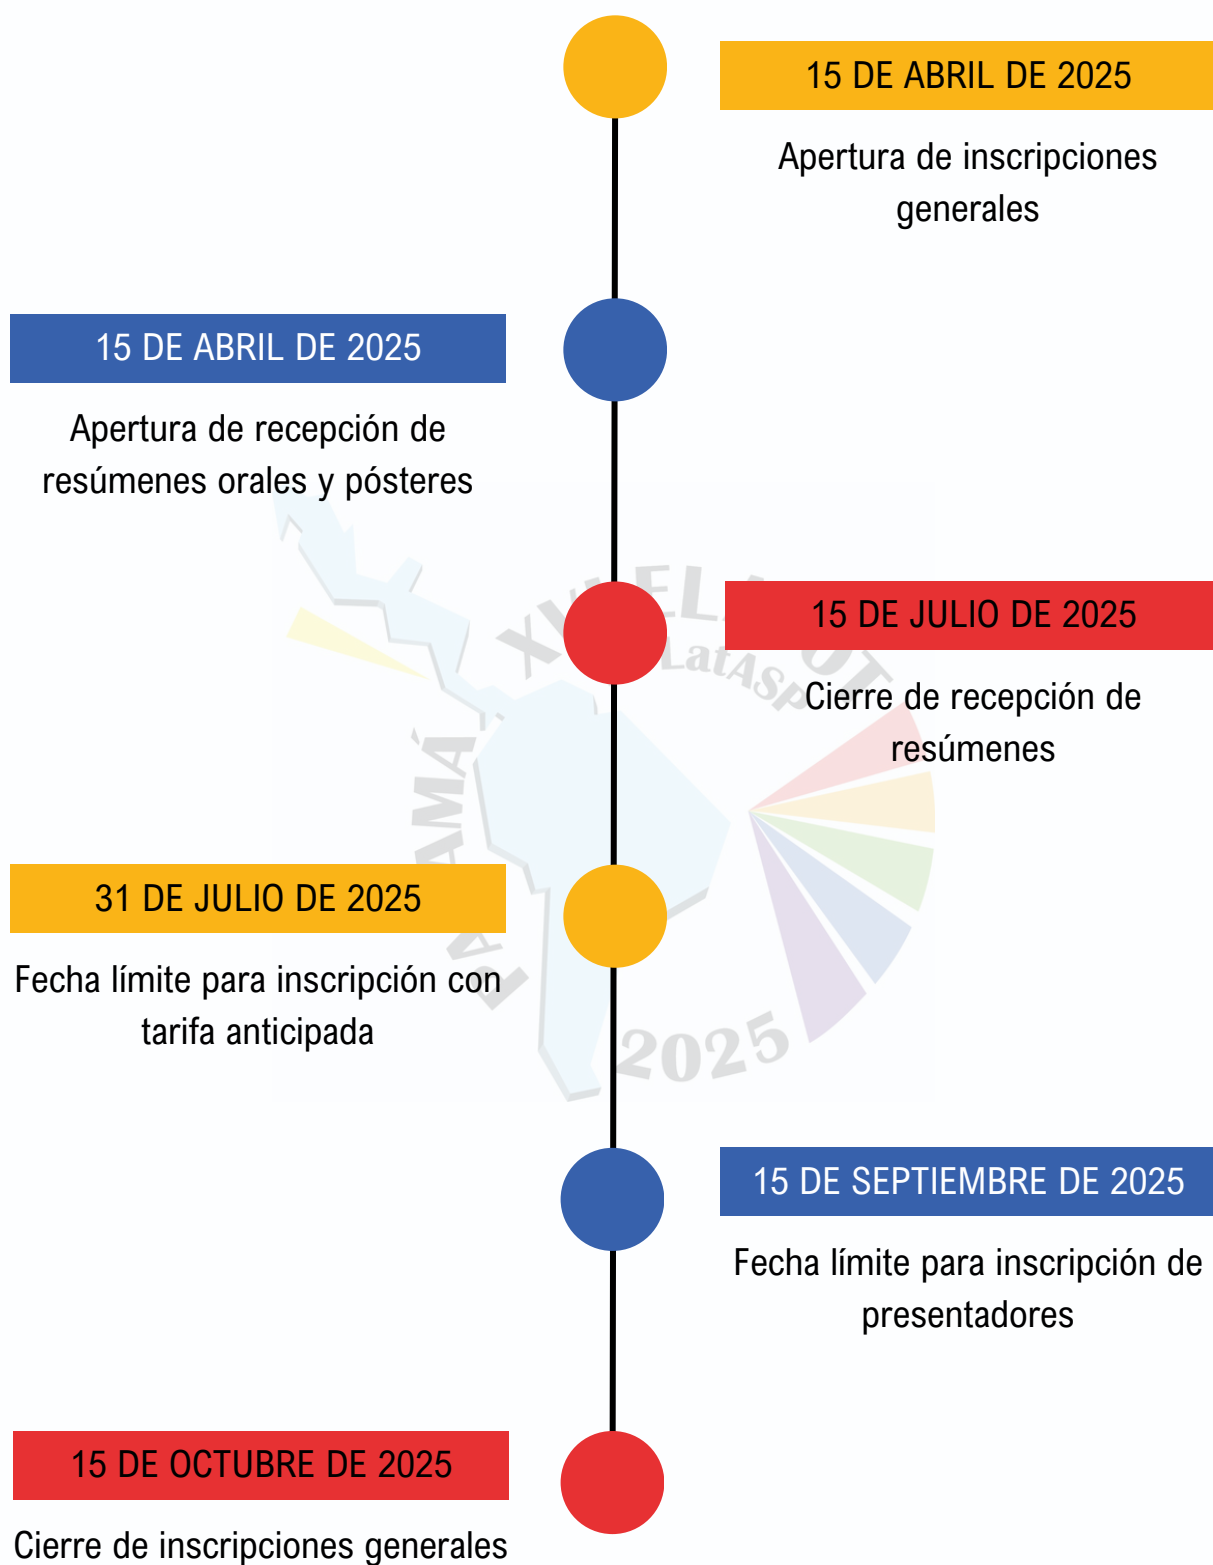 15 DE ABRIL DE 2025
Apertura de inscripciones
generales
15 DE ABRIL DE 2025
Apertura de recepción de
resúmenes orales y pósteres
15 DE JULIO DE 2025
Cierre de recepción de
resúmenes
31 DE JULIO DE 2025
Fecha límite para inscripción con
tarifa anticipada
2025
15 DE SEPTIEMBRE DE 2025
Fecha límite para inscripción de
presentadores
15 DE OCTUBRE DE 2025
Cierre de inscripciones generales